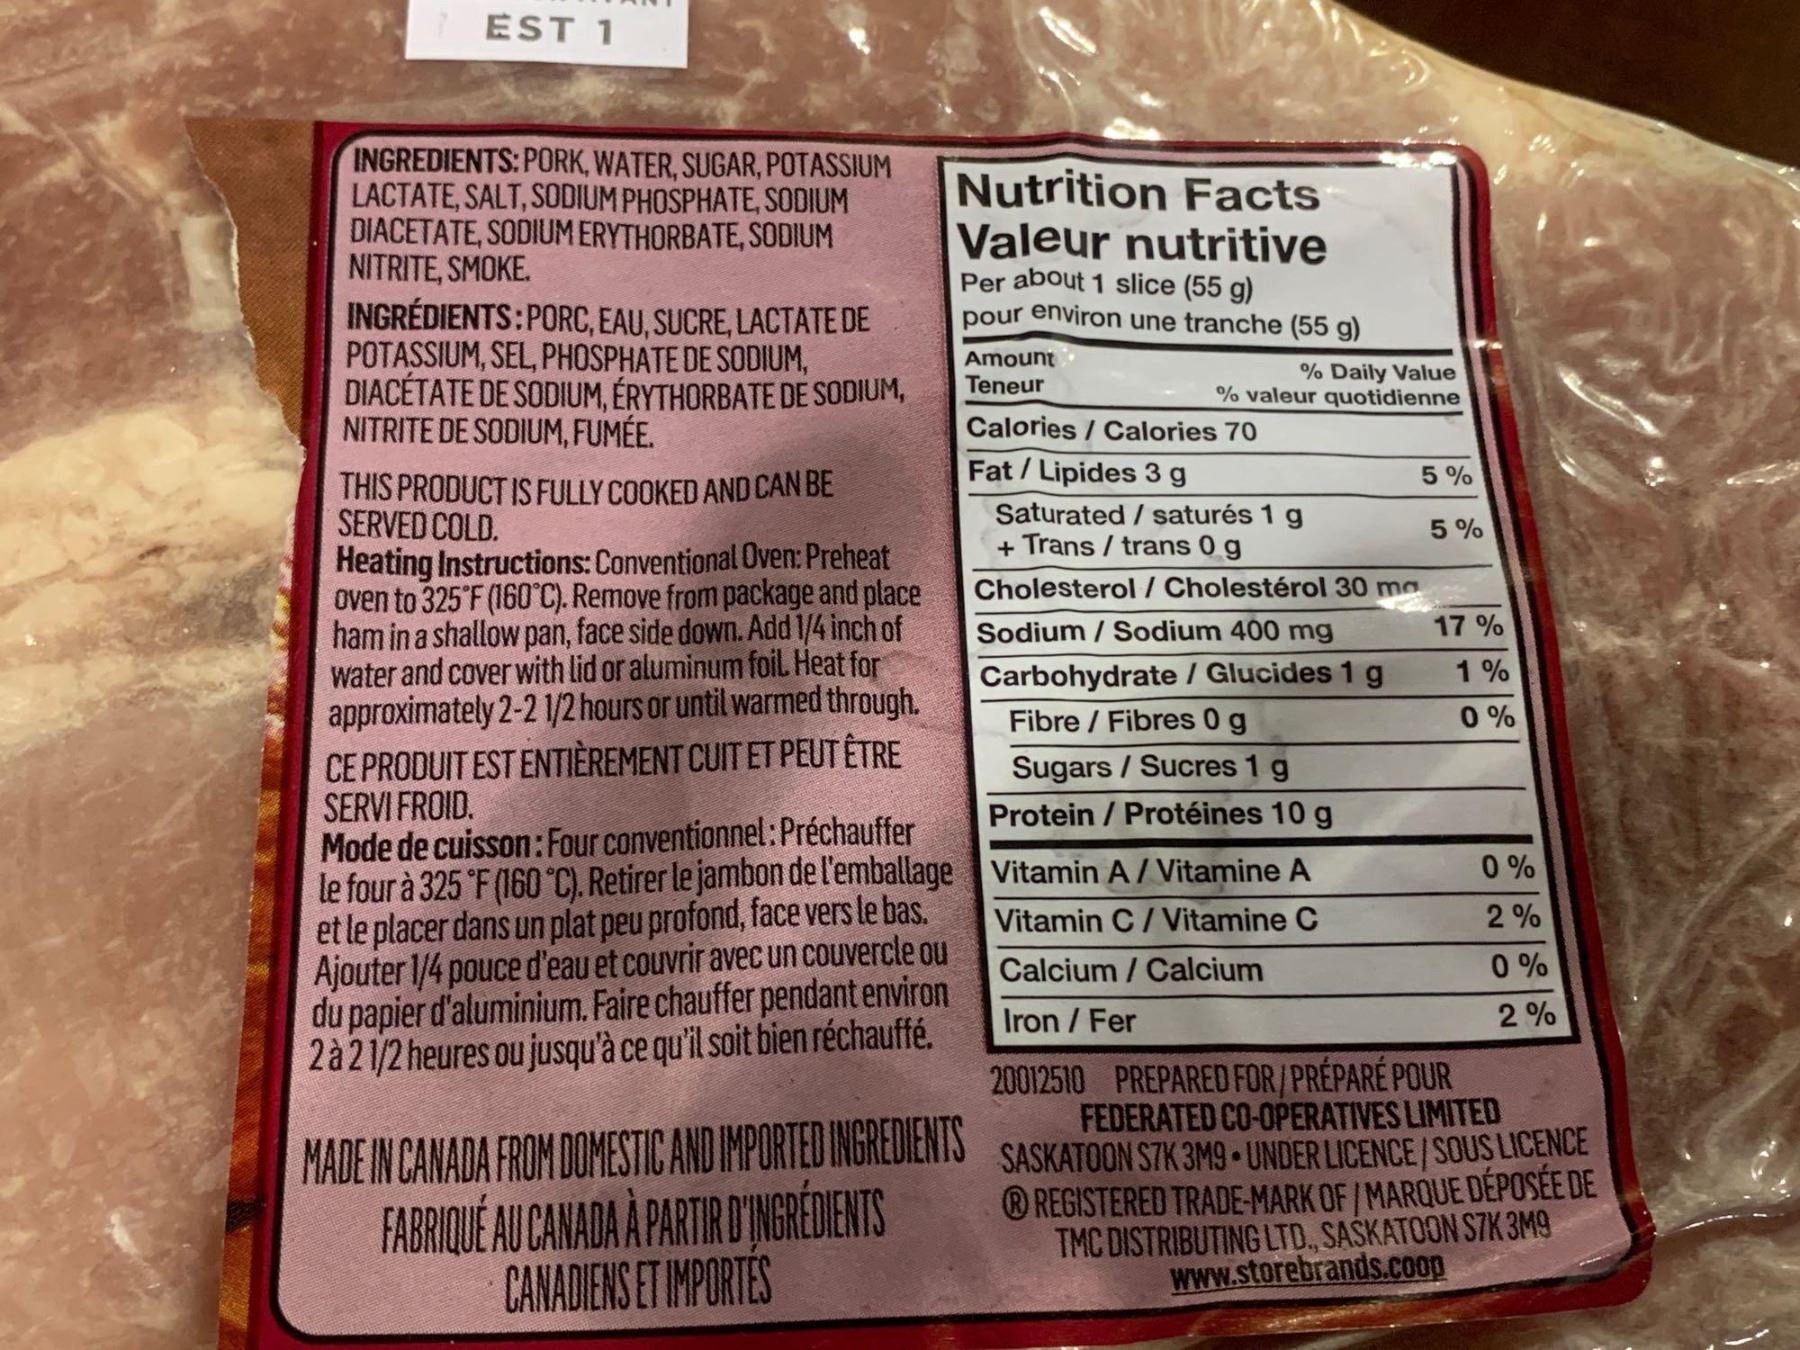 EST 1
INGREDIENTS: PORK, WATER, SUGAR, POTASSIUM
LACTATE, SALT, SODIUM PHOSPHATE, SODIUM
DIACETATE, SODIUM ERYTHORBATE, SODIUM
NITRITE, SMOKE.
INGRÉDIENTS : PORC, EAU, SUCRE, LACTATE DE
POTASSIUM, SEL, PHOSPHATE DE SODIUM,
DIACÉTATE DE SODIUM, ÉRYTHORBATE DE SODIUM,
NITRITE DE SODIUM, FUMÉE.
THIS PRODUCT IS FULLY COOKED AND CAN BE
SERVED COLD.
Heating Instructions: Conventional Oven: Preheat
oven to 325°F (160°C). Remove from package and place
ham in a shallow pan, face side down. Add 1/4 inch of
water and cover with lid or aluminum foil. Heat for
approximately 2-2 1/2 hours or until warmed through.
CE PRODUIT EST ENTIÈREMENT CUIT ET PEUT ÊTRE
SERVI FROID.
Mode de cuisson : Four conventionnel : Préchauffer
le four à 325 °F (160 °C). Retirer le jambon de l'emballage
et le placer dans un plat peu profond, face vers le bas.
Ajouter 1/4 pouce d'eau et couvrir avec un couvercle ou
du papier d'aluminium. Faire chauffer pendant environ
2 à 2 1/2 heures ou jusqu'à ce qu'il soit bien réchauffé.
MADE IN CANADA FROM DOMESTIC AND IMPORTED INGREDIENTS
FABRIQUÉ AU CANADA À PARTIR D'INGRÉDIENTS
CANADIENS ET IMPORTÉS
Nutrition Facts
Valeur nutritive
Per about 1 slice (55 g)
pour environ une tranche (55 g)
Amount % Daily Value
Teneur % valeur quotidienne
Calories / Calories 70
Fat / Lipides 3 g 5 %
Saturated / saturés 1 g
+ Trans / trans 0 g 5 %
Cholesterol / Cholestérol 30 mg
Sodium / Sodium 400 mg 17 %
Carbohydrate / Glucides 1 g 1 %
Fibre / Fibres 0 g 0 %
Sugars / Sucres 1 g
Protein / Protéines 10 g
Vitamin A / Vitamine A 0 %
Vitamin C / Vitamine C 2 %
Calcium / Calcium 0 %
Iron / Fer 2 %
20012510 PREPARED FOR / PRÉPARÉ POUR
FEDERATED CO-OPERATIVES LIMITED
SASKATOON S7K 3M9 • UNDER LICENCE / SOUS LICENCE
® REGISTERED TRADE-MARK OF / MARQUE DÉPOSÉE DE
TMC DISTRIBUTING LTD., SASKATOON S7K 3M9
www.storebrands.coop